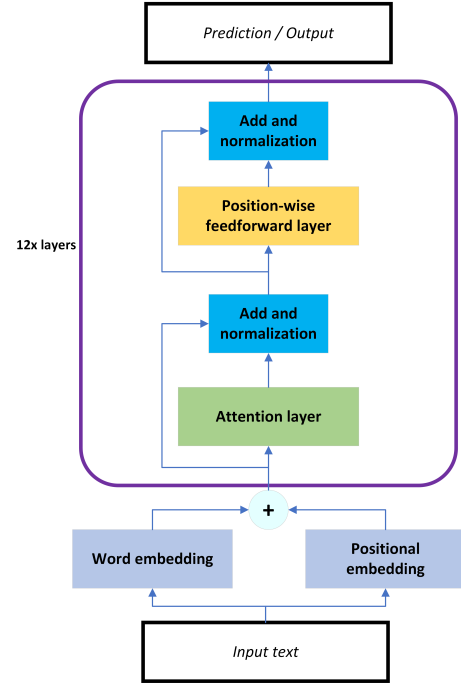 Prediction / Output
Add and
normalization
Position-wise
feedforward layer
12x layers
Add and
normalization
Attention layer
+
Word embedding
Positional
embedding
Input text